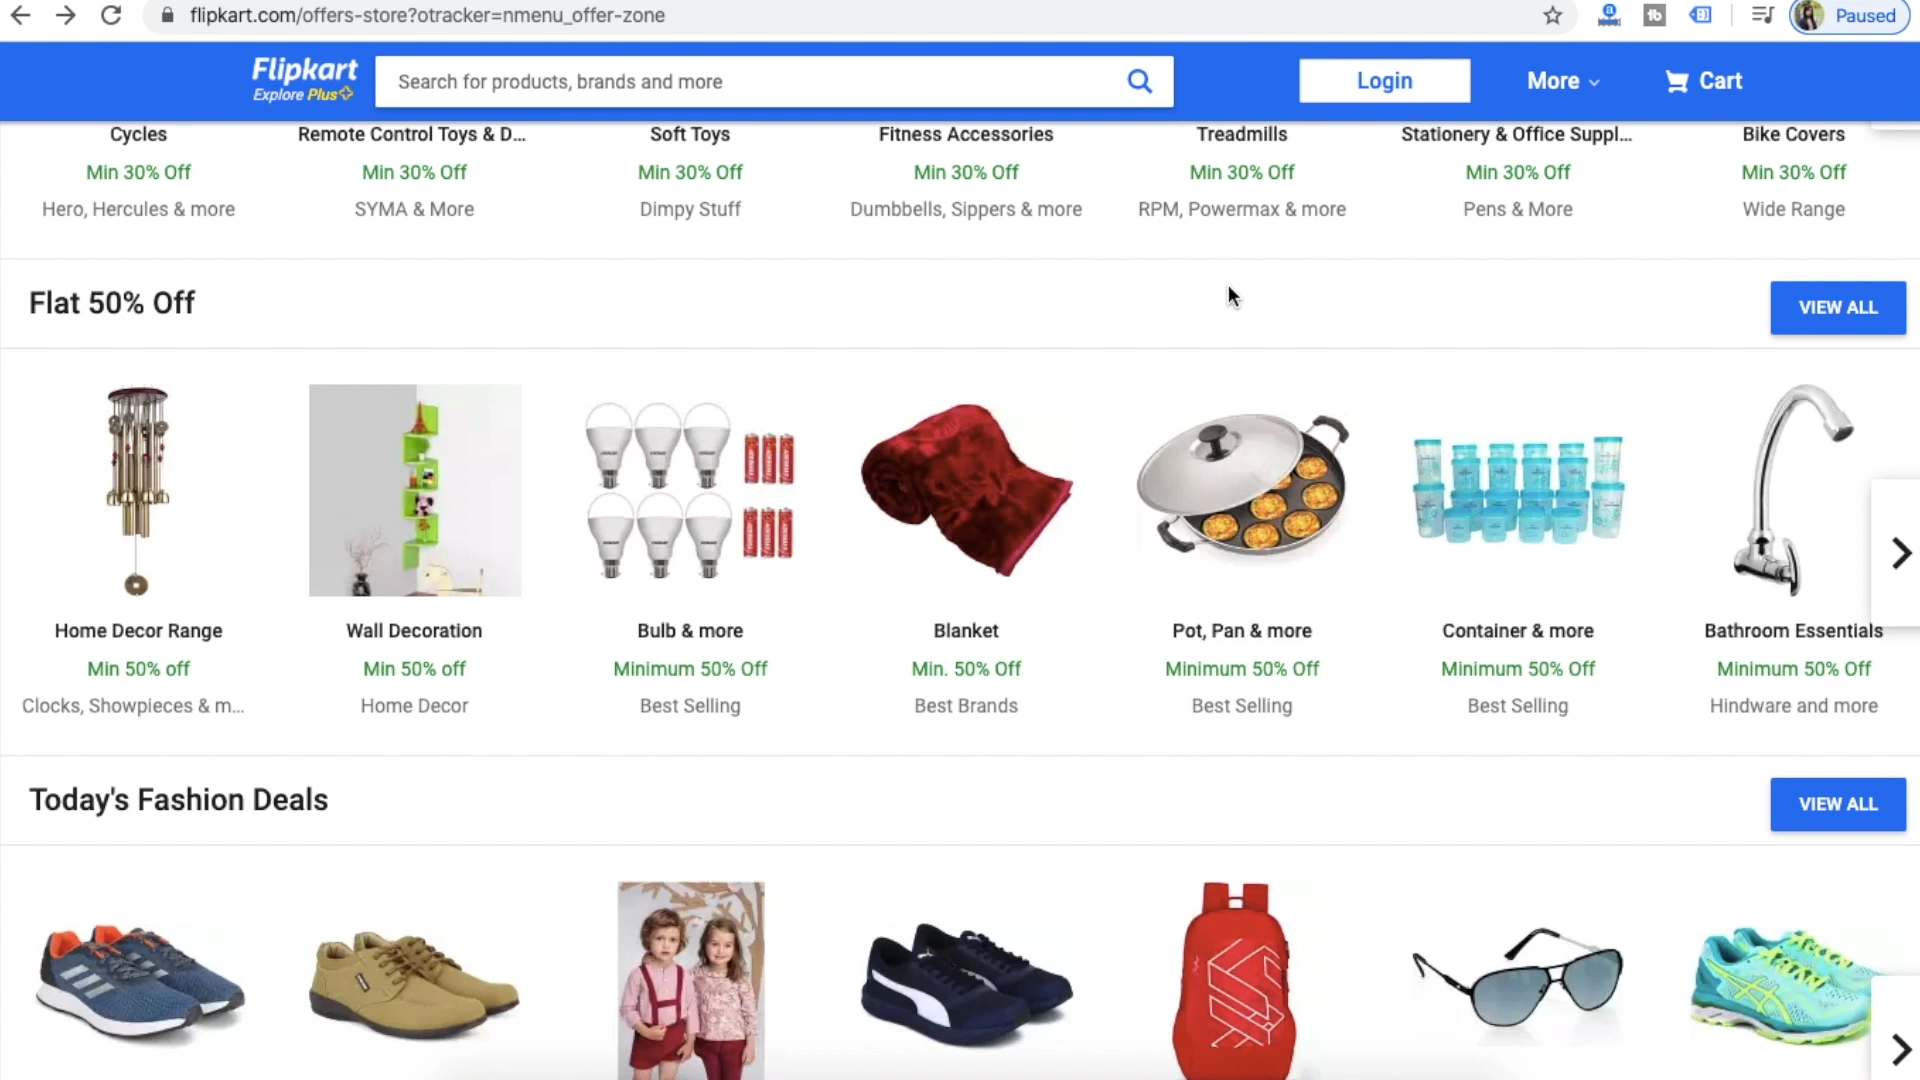 flipkart.com/offers-store?otracker=nmenu_offer-zone
Paused
Flipkart
Explore Plus
Search for products, brands and more
Login
More
Cart
Cycles
Remote Control Toys & D...
Soft Toys
Fitness Accessories
Treadmills
Stationery & Office Suppl...
Bike Covers
Min 30% Off
Min 30% Off
Min 30% Off
Min 30% Off
Min 30% Off
Min 30% Off
Min 30% Off
Hero, Hercules & more
SYMA & More
Dimpy Stuff
Dumbbells, Sippers & more
RPM, Powermax & more
Pens & More
Wide Range
Flat 50% Off
VIEW ALL
Home Decor Range
Wall Decoration
Bulb & more
Blanket
Pot, Pan & more
Container & more
Bathroom Essentials
Min 50% off
Min 50% off
Minimum 50% Off
Min. 50% Off
Minimum 50% Off
Minimum 50% Off
Minimum 50% Off
Clocks, Showpieces & m...
Home Decor
Best Selling
Best Brands
Best Selling
Best Selling
Hindware and more
Today's Fashion Deals
VIEW ALL